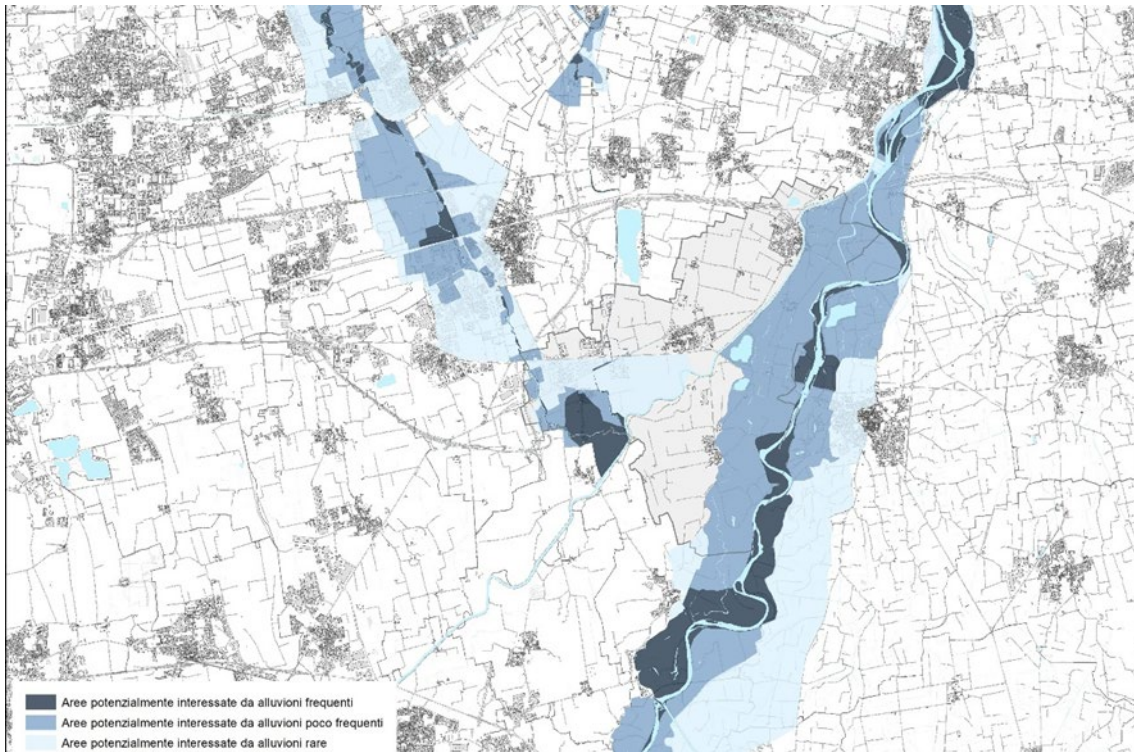 Aree potenzialmente interessate da alluvioni frequenti
Aree potenzialmente interessate da alluvioni poco frequenti
Aree potenzialmente interessate da alluvioni rare